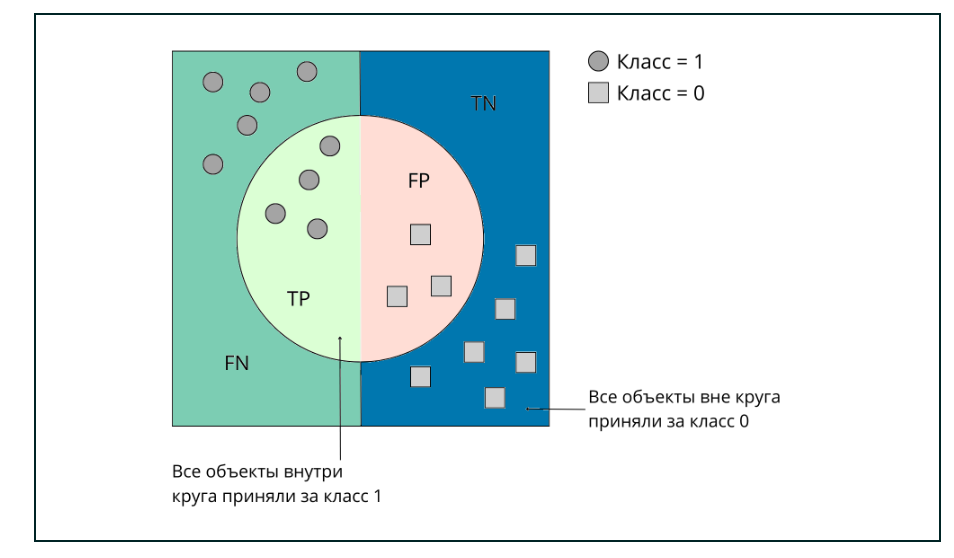 Класс = 1
Класс = 0
TN
FP
TP
FN
Все объекты вне круга
приняли за класс 0
Все объекты внутри
круга приняли за класс 1